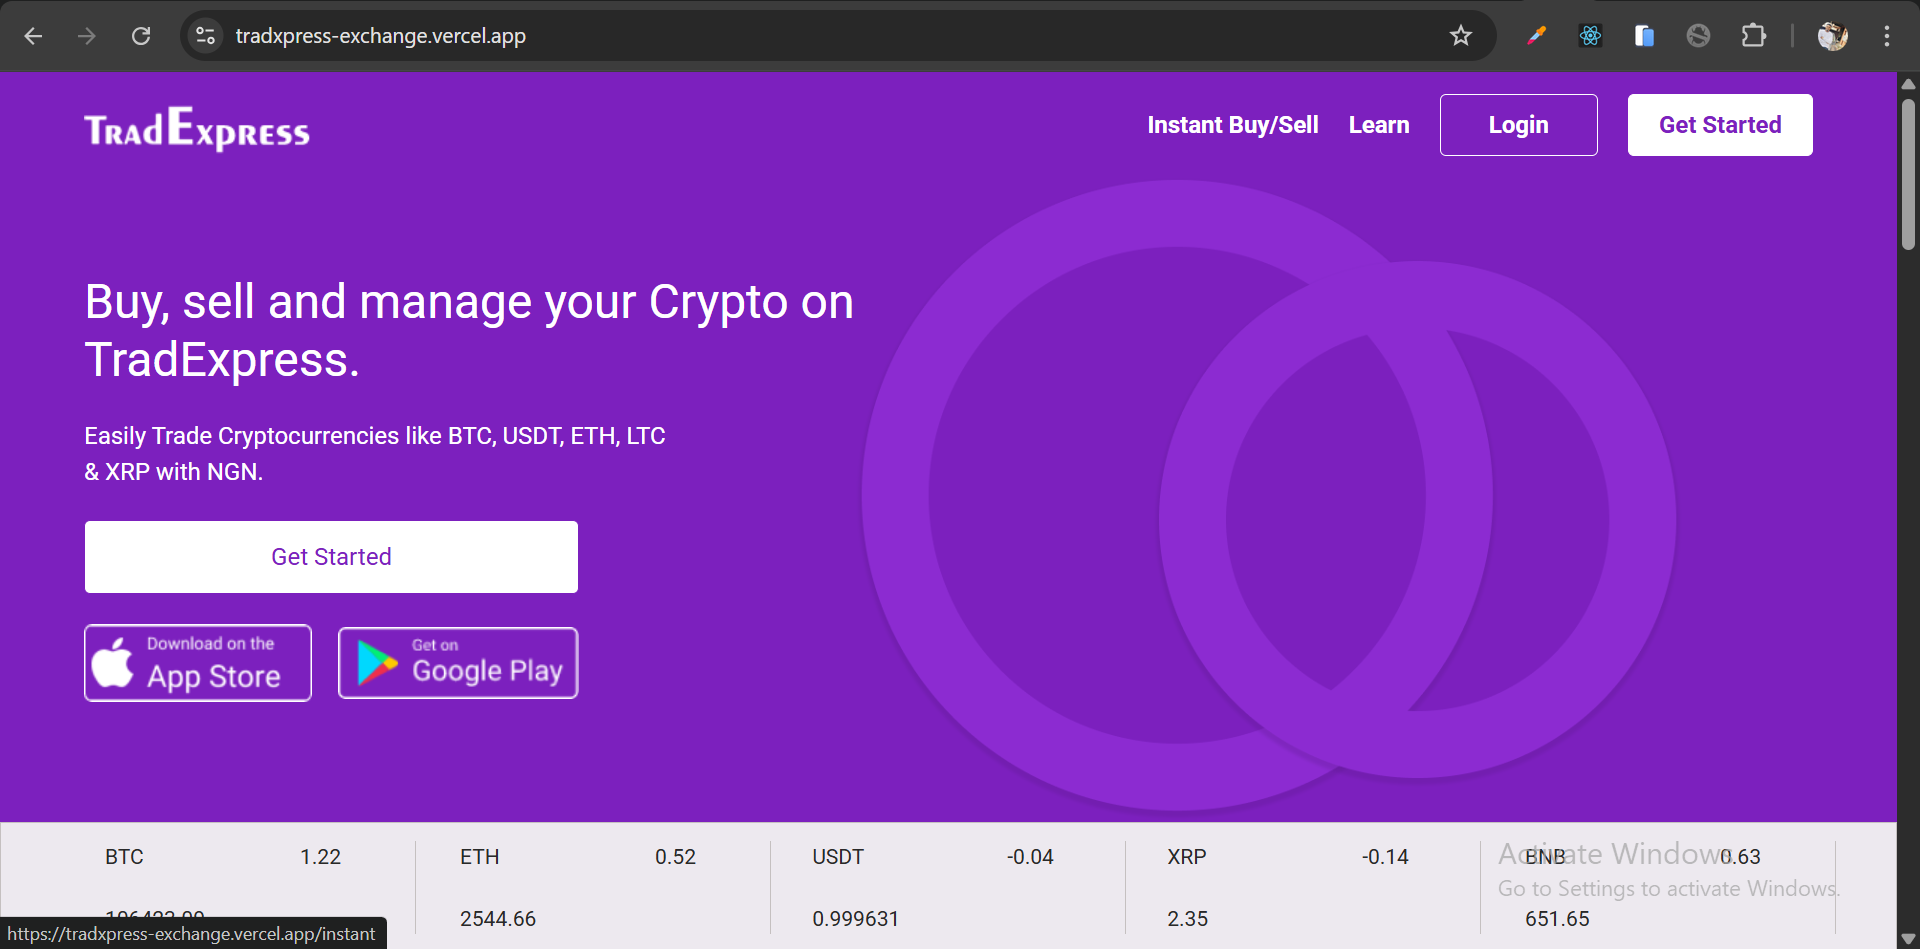 tradxpress-exchange.vercel.app
TRADEXPRESS
Instant Buy/Sell
Learn
Login
Get Started
Buy, sell and manage your Crypto on
TradExpress.
Easily Trade Cryptocurrencies like BTC, USDT, ETH, LTC
& XRP with NGN.
Get Started
Download on the
App Store
Get on
Google Play
BTC 1.22
ETH 0.52
USDT -0.04
XRP -0.14
BNB 0.63
Activate Windows
Go to Settings to activate Windows.
2544.66
0.999631
2.35
651.65
https://tradxpress-exchange.vercel.app/instant